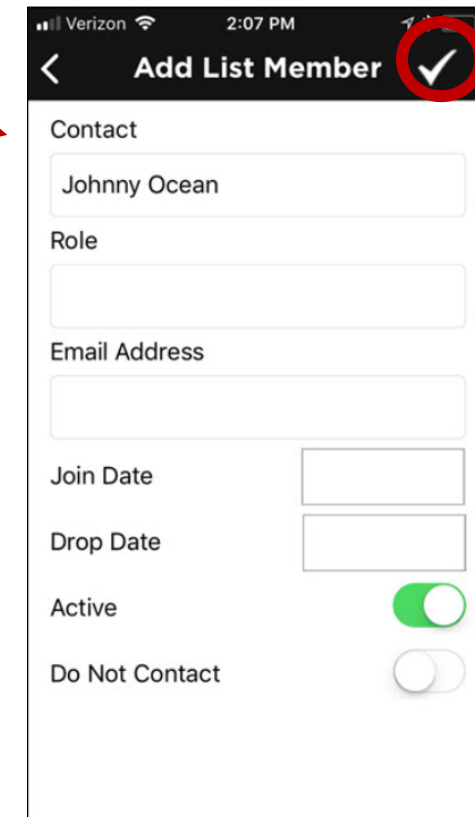 Verizon 2:07 PM
Add List Member
Contact
Johnny Ocean
Role
Email Address
Join Date
Drop Date
Active
Do Not Contact